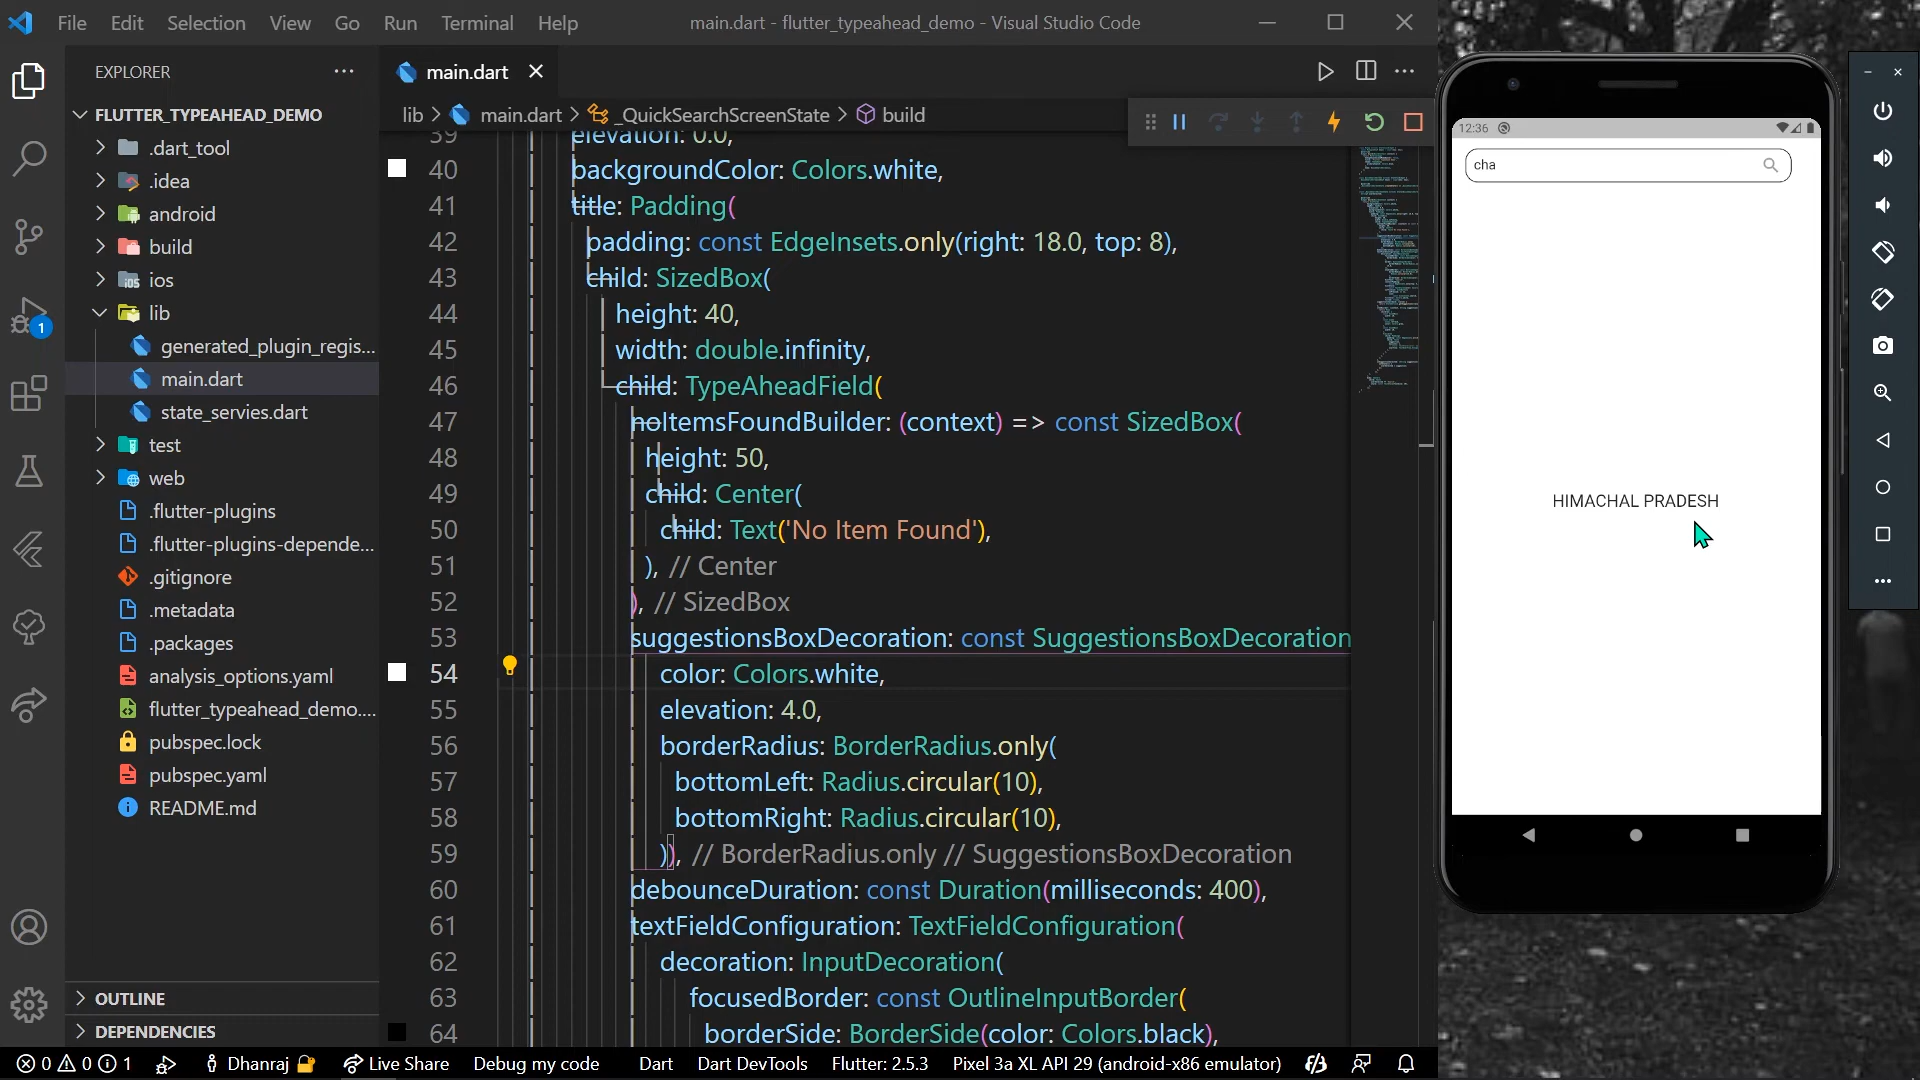 File Edit Selection View Go Run Terminal Help
main.dart - flutter_typeahead_demo - Visual Studio Code
EXPLORER
main.dart
FLUTTER_TYPEAHEAD_DEMO
.dart_tool
.idea
android
build
ios
lib
generated_plugin_regis...
main.dart
state_servies.dart
test
web
.flutter-plugins
.flutter-plugins-depende...
.gitignore
.metadata
.packages
analysis_options.yaml
flutter_typeahead_demo....
pubspec.lock
pubspec.yaml
README.md
OUTLINE
DEPENDENCIES
lib > main.dart > _QuickSearchScreenState > build
39 elevation: 0.0,
40 backgroundColor: Colors.white,
41 title: Padding(
42 padding: const EdgeInsets.only(right: 18.0, top: 8),
43 child: SizedBox(
44 height: 40,
45 width: double.infinity,
46 child: TypeAheadField(
47 noItemsFoundBuilder: (context) => const SizedBox(
48 height: 50,
49 child: Center(
50 child: Text('No Item Found'),
51 ), // Center
52 ), // SizedBox
53 suggestionsBoxDecoration: const SuggestionsBoxDecoration
54 color: Colors.white,
55 elevation: 4.0,
56 borderRadius: BorderRadius.only(
57 bottomLeft: Radius.circular(10),
58 bottomRight: Radius.circular(10),
59 )), // BorderRadius.only // SuggestionsBoxDecoration
60 debounceDuration: const Duration(milliseconds: 400),
61 textFieldConfiguration: TextFieldConfiguration(
62 decoration: InputDecoration(
63 focusedBorder: const OutlineInputBorder(
64 borderSide: BorderSide(color: Colors.black),
12:36
cha
HIMACHAL PRADESH
1
0 0 1 Dhanraj Live Share Debug my code Dart Dart DevTools Flutter: 2.5.3 Pixel 3a XL API 29 (android-x86 emulator)